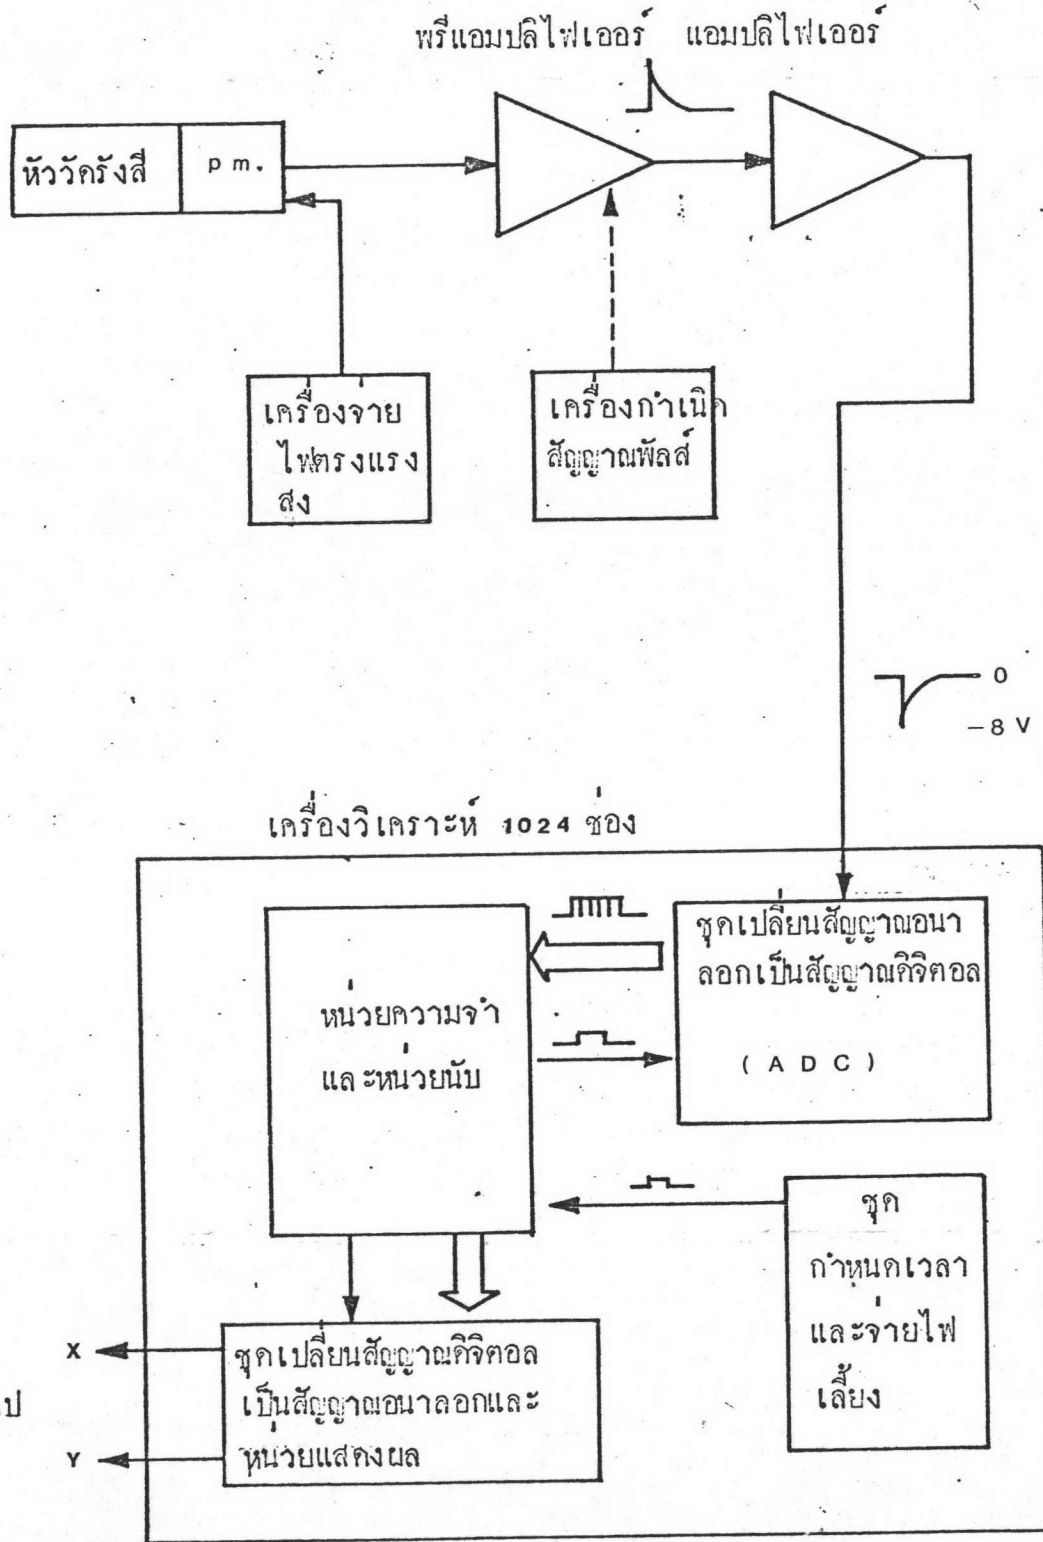 พรีแอมปลิไฟเออร์ แอมปลิไฟเออร์
หัววัดรังสี
pm.
เครื่องจาย
ไฟตรงแรง
สูง
เครื่องกำเนิด
สัญญาณพัลส์
0
-8 V
เครื่องวิเคราะห์ 1024 ช่อง
หน่วยความจำ
และหน่วยนับ
ชุดเปลี่ยนสัญญาณอนา
ลอกเป็นสัญญาณดิจิตอล
( A D C )
ชุด
กำหนดเวลา
และจ่ายไฟ
เลี้ยง
X
Y
ชุดเปลี่ยนสัญญาณดิจิตอล
เป็นสัญญาณอนาลอกและ
หน่วยแสดงผล